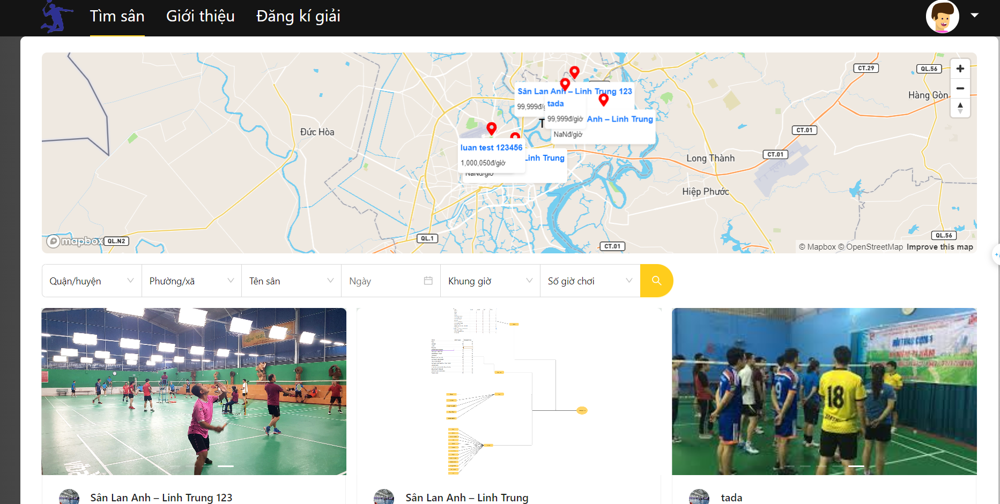 Tìm sân
Giới thiệu
Đăng kí giải
CT.29
QL.56
Hàng Gòn
Sân Lan Anh – Linh Trung 123
99,999đ/g
tada
99,999đ/giờ
Anh – Linh Trung
NaNđ/giờ
T
Đức Hòa
CT.01
luan test 123456
1,000,050đ/giờ
Linh Trung
NaNđ/giờ
CT.01
Long Thành
Hiệp Phước
mapbox
QL.N2
QL.1
CT.01
QL.56
© Mapbox © OpenStreetMap Improve this map
Quận/huyện
Phường/xã
Tên sân
Ngày
Khung giờ
Số giờ chơi
18
9
Sân Lan Anh – Linh Trung 123
Sân Lan Anh – Linh Trung
tada